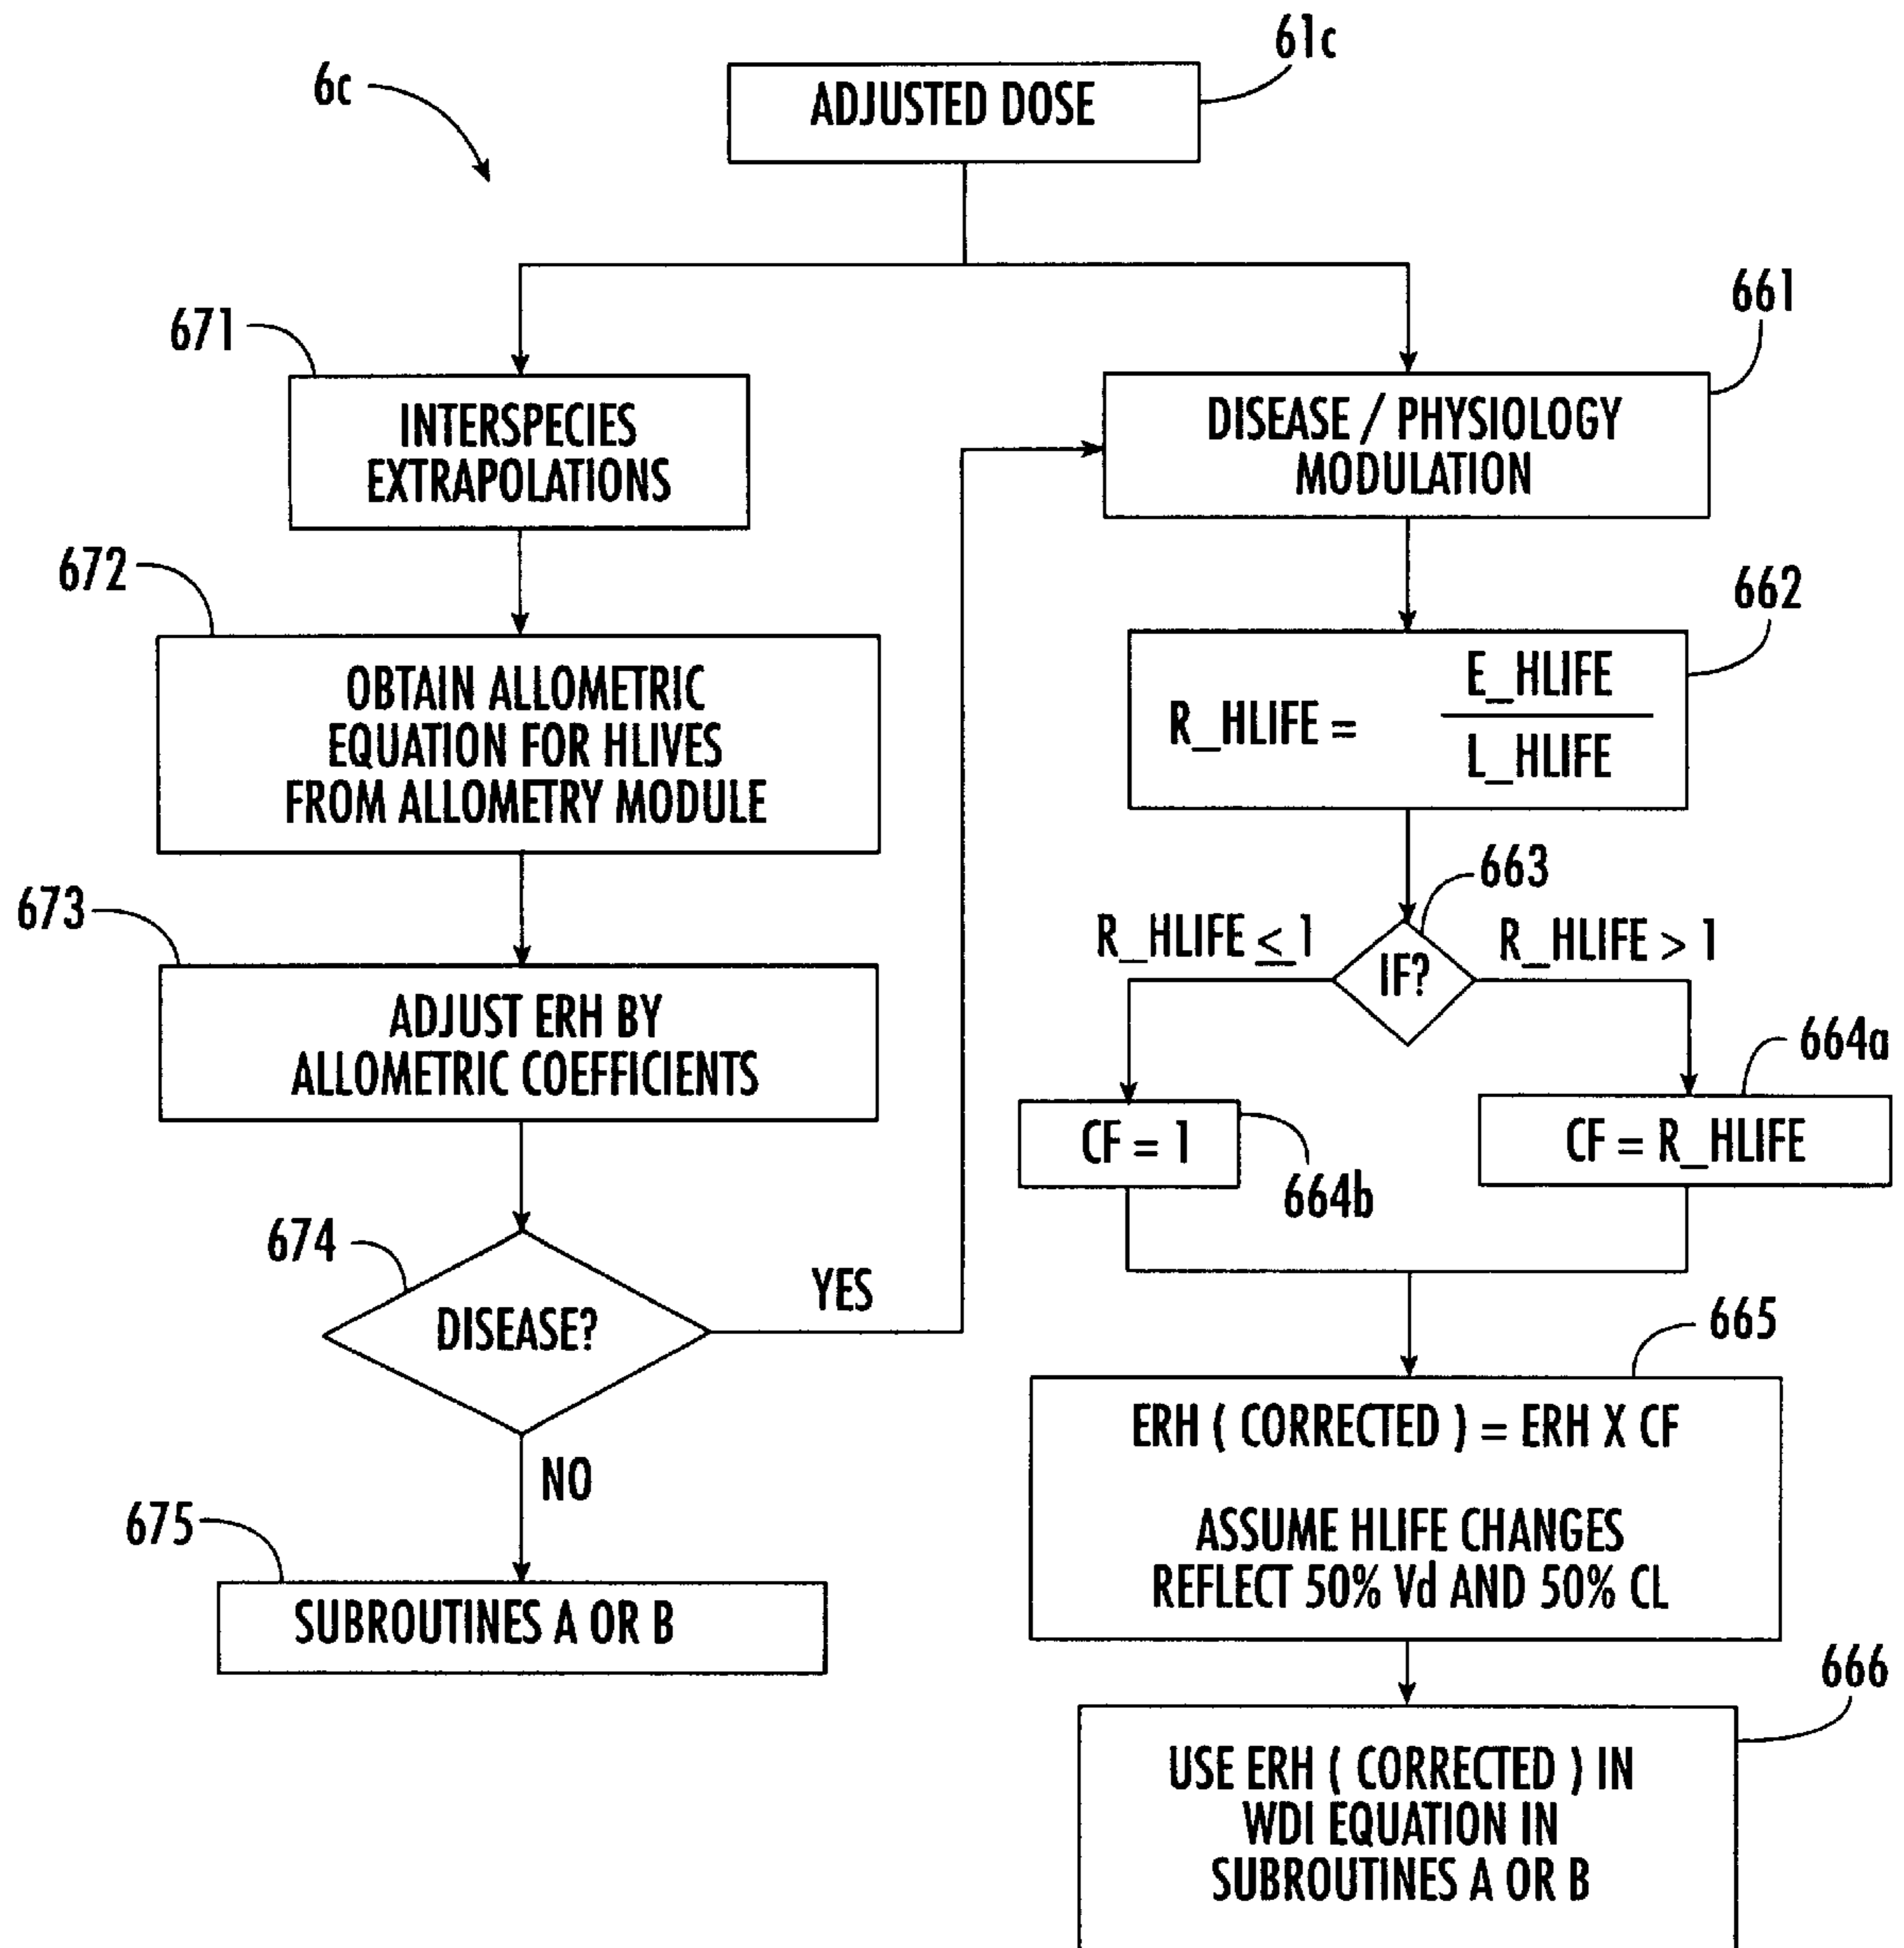 61c
6c
ADJUSTED DOSE
671
661
INTERSPECIES
EXTRAPOLATIONS
DISEASE / PHYSIOLOGY
MODULATION
672
662
OBTAIN ALLOMETRIC
EQUATION FOR HLIVES
FROM ALLOMETRY MODULE
R_HLIFE =
E_HLIFE
L_HLIFE
673
663
R_HLIFE ≤ 1
IF?
R_HLIFE > 1
ADJUST ERH BY
ALLOMETRIC COEFFICIENTS
664a
CF = 1
CF = R_HLIFE
664b
674
DISEASE?
YES
NO
665
ERH ( CORRECTED ) = ERH X CF
ASSUME HLIFE CHANGES
REFLECT 50% Vd AND 50% CL
675
SUBROUTINES A OR B
666
USE ERH ( CORRECTED ) IN
WDI EQUATION IN
SUBROUTINES A OR B